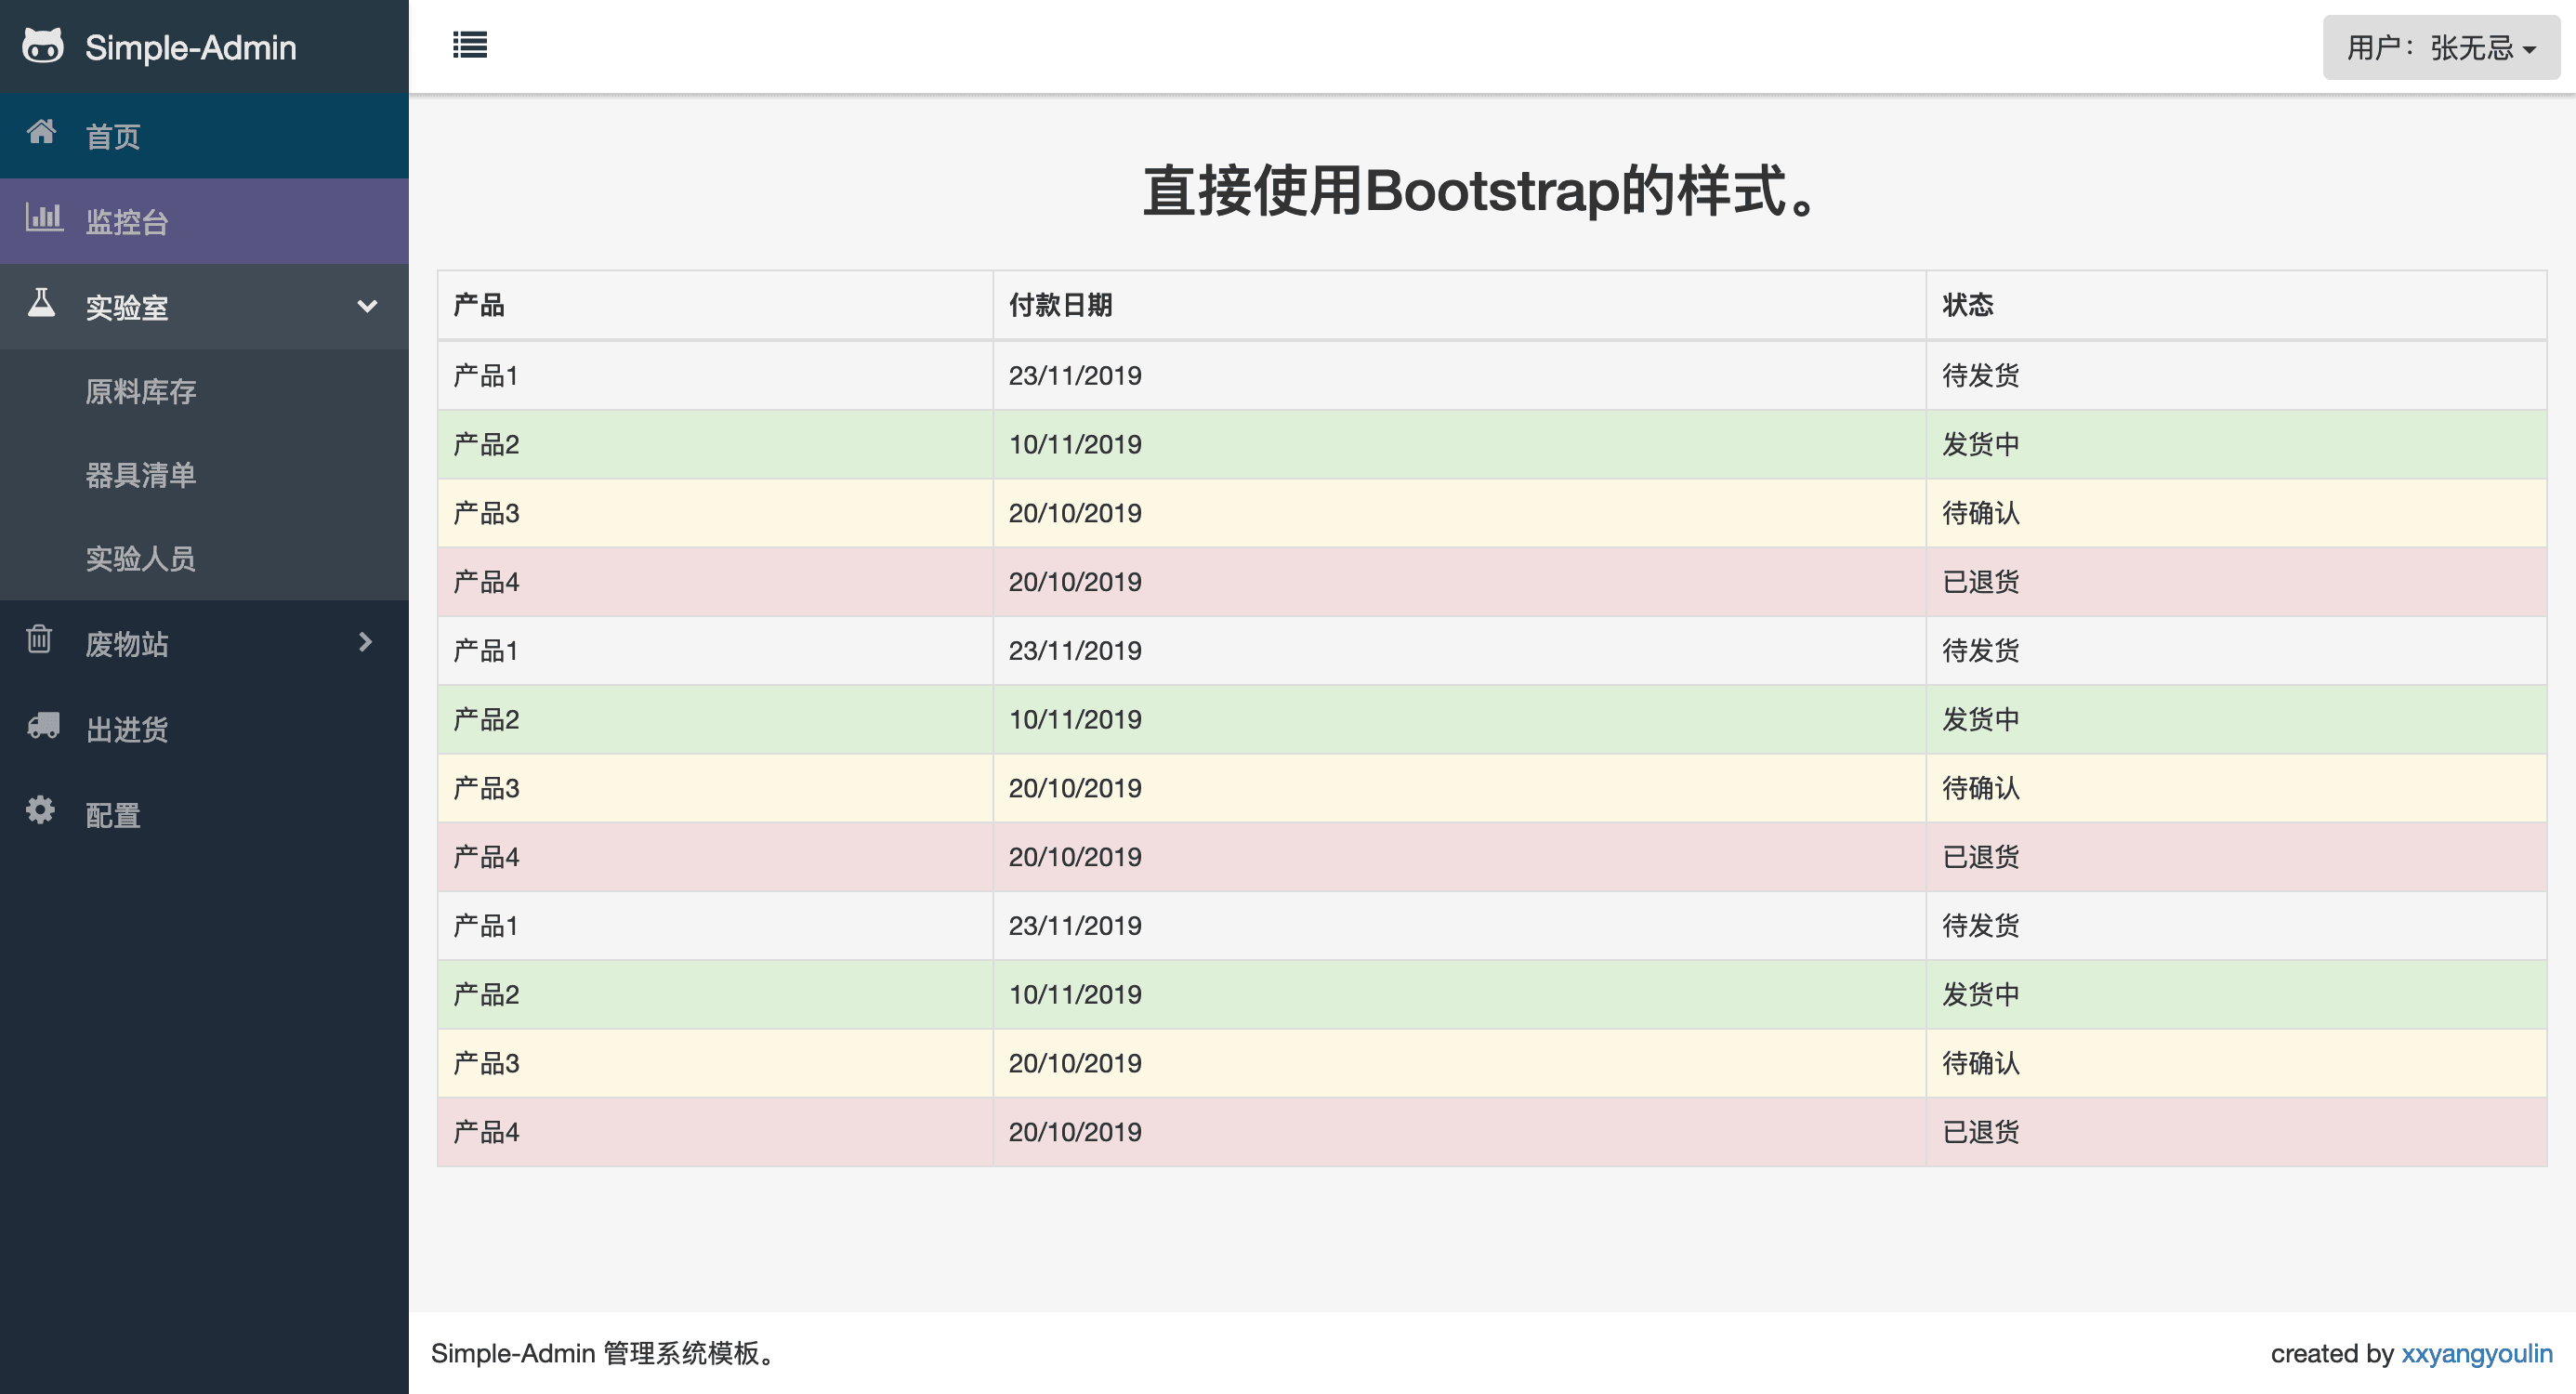 Simple-Admin
用户：张无忌
首页
监控台
实验室
原料库存
器具清单
实验人员
废物站
出进货
配置
直接使用Bootstrap的样式。
产品 付款日期 状态
产品1 23/11/2019 待发货
产品2 10/11/2019 发货中
产品3 20/10/2019 待确认
产品4 20/10/2019 已退货
产品1 23/11/2019 待发货
产品2 10/11/2019 发货中
产品3 20/10/2019 待确认
产品4 20/10/2019 已退货
产品1 23/11/2019 待发货
产品2 10/11/2019 发货中
产品3 20/10/2019 待确认
产品4 20/10/2019 已退货
Simple-Admin 管理系统模板。
created by xxyangyoulin